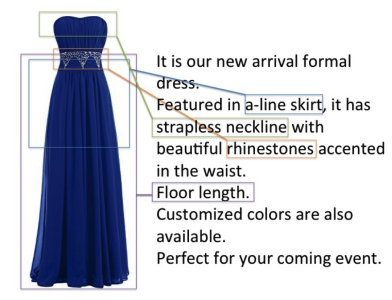 It is our new arrival formal
dress.
Featured in a-line skirt, it has
strapless neckline with
beautiful rhinestones accented
in the waist.
Floor length.
Customized colors are also
available.
Perfect for your coming event.